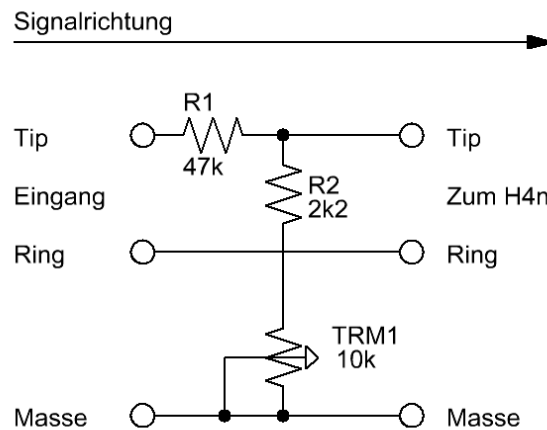 Signalrichtung
R1
Tip
47k
Tip
R2
2k2
Eingang
Zum H4n
Ring
Ring
TRM1
10k
Masse
Masse